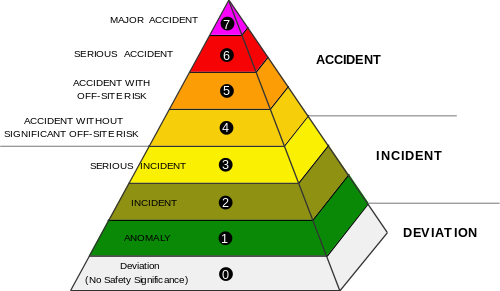 MAJOR ACCIDENT
7
SERIOUS ACCIDENT
6
ACCIDENT
ACCIDENT WITH
OFF-SITE RISK
5
ACCIDENT WITHOUT
SIGNIFICANT OFF-SITE RISK
4
SERIOUS INCIDENT
3
INCIDENT
INCIDENT
2
ANOMALY
1
DEVIATION
Deviation
(No Safety Significance)
0